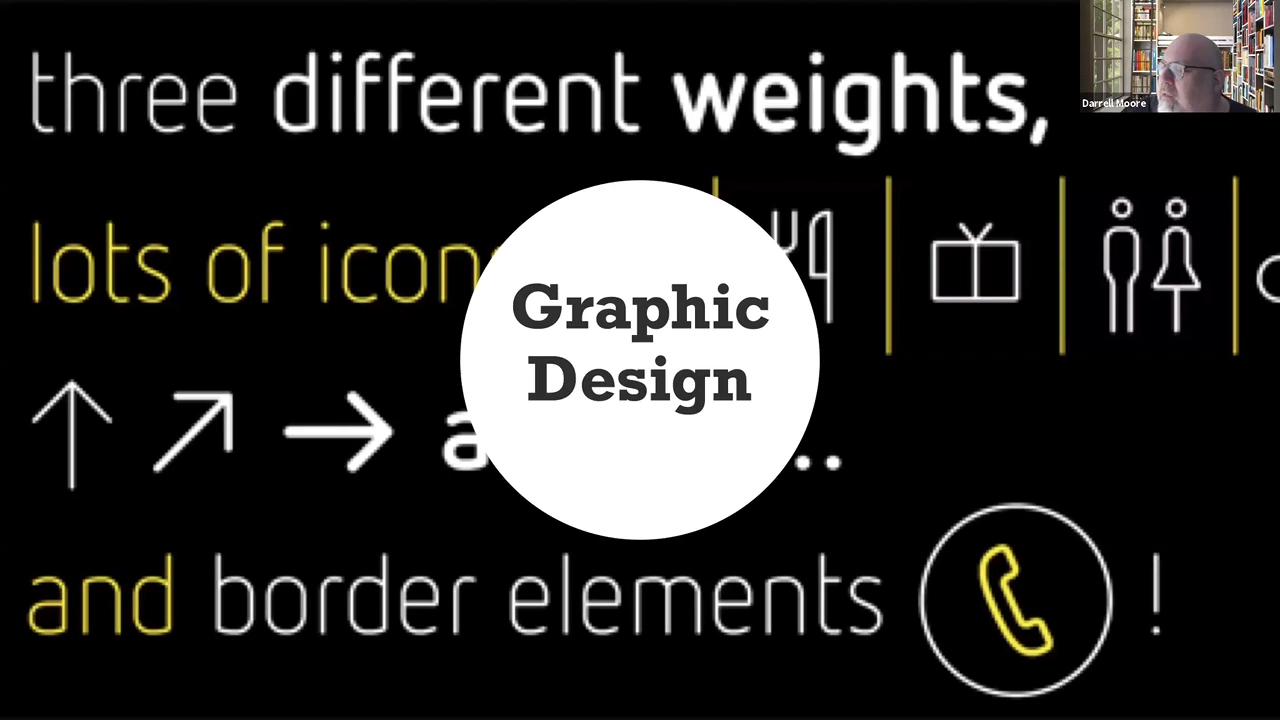 three different weights,
Darrell Moore
lots of icon
Graphic
Design
a ..
and border elements !